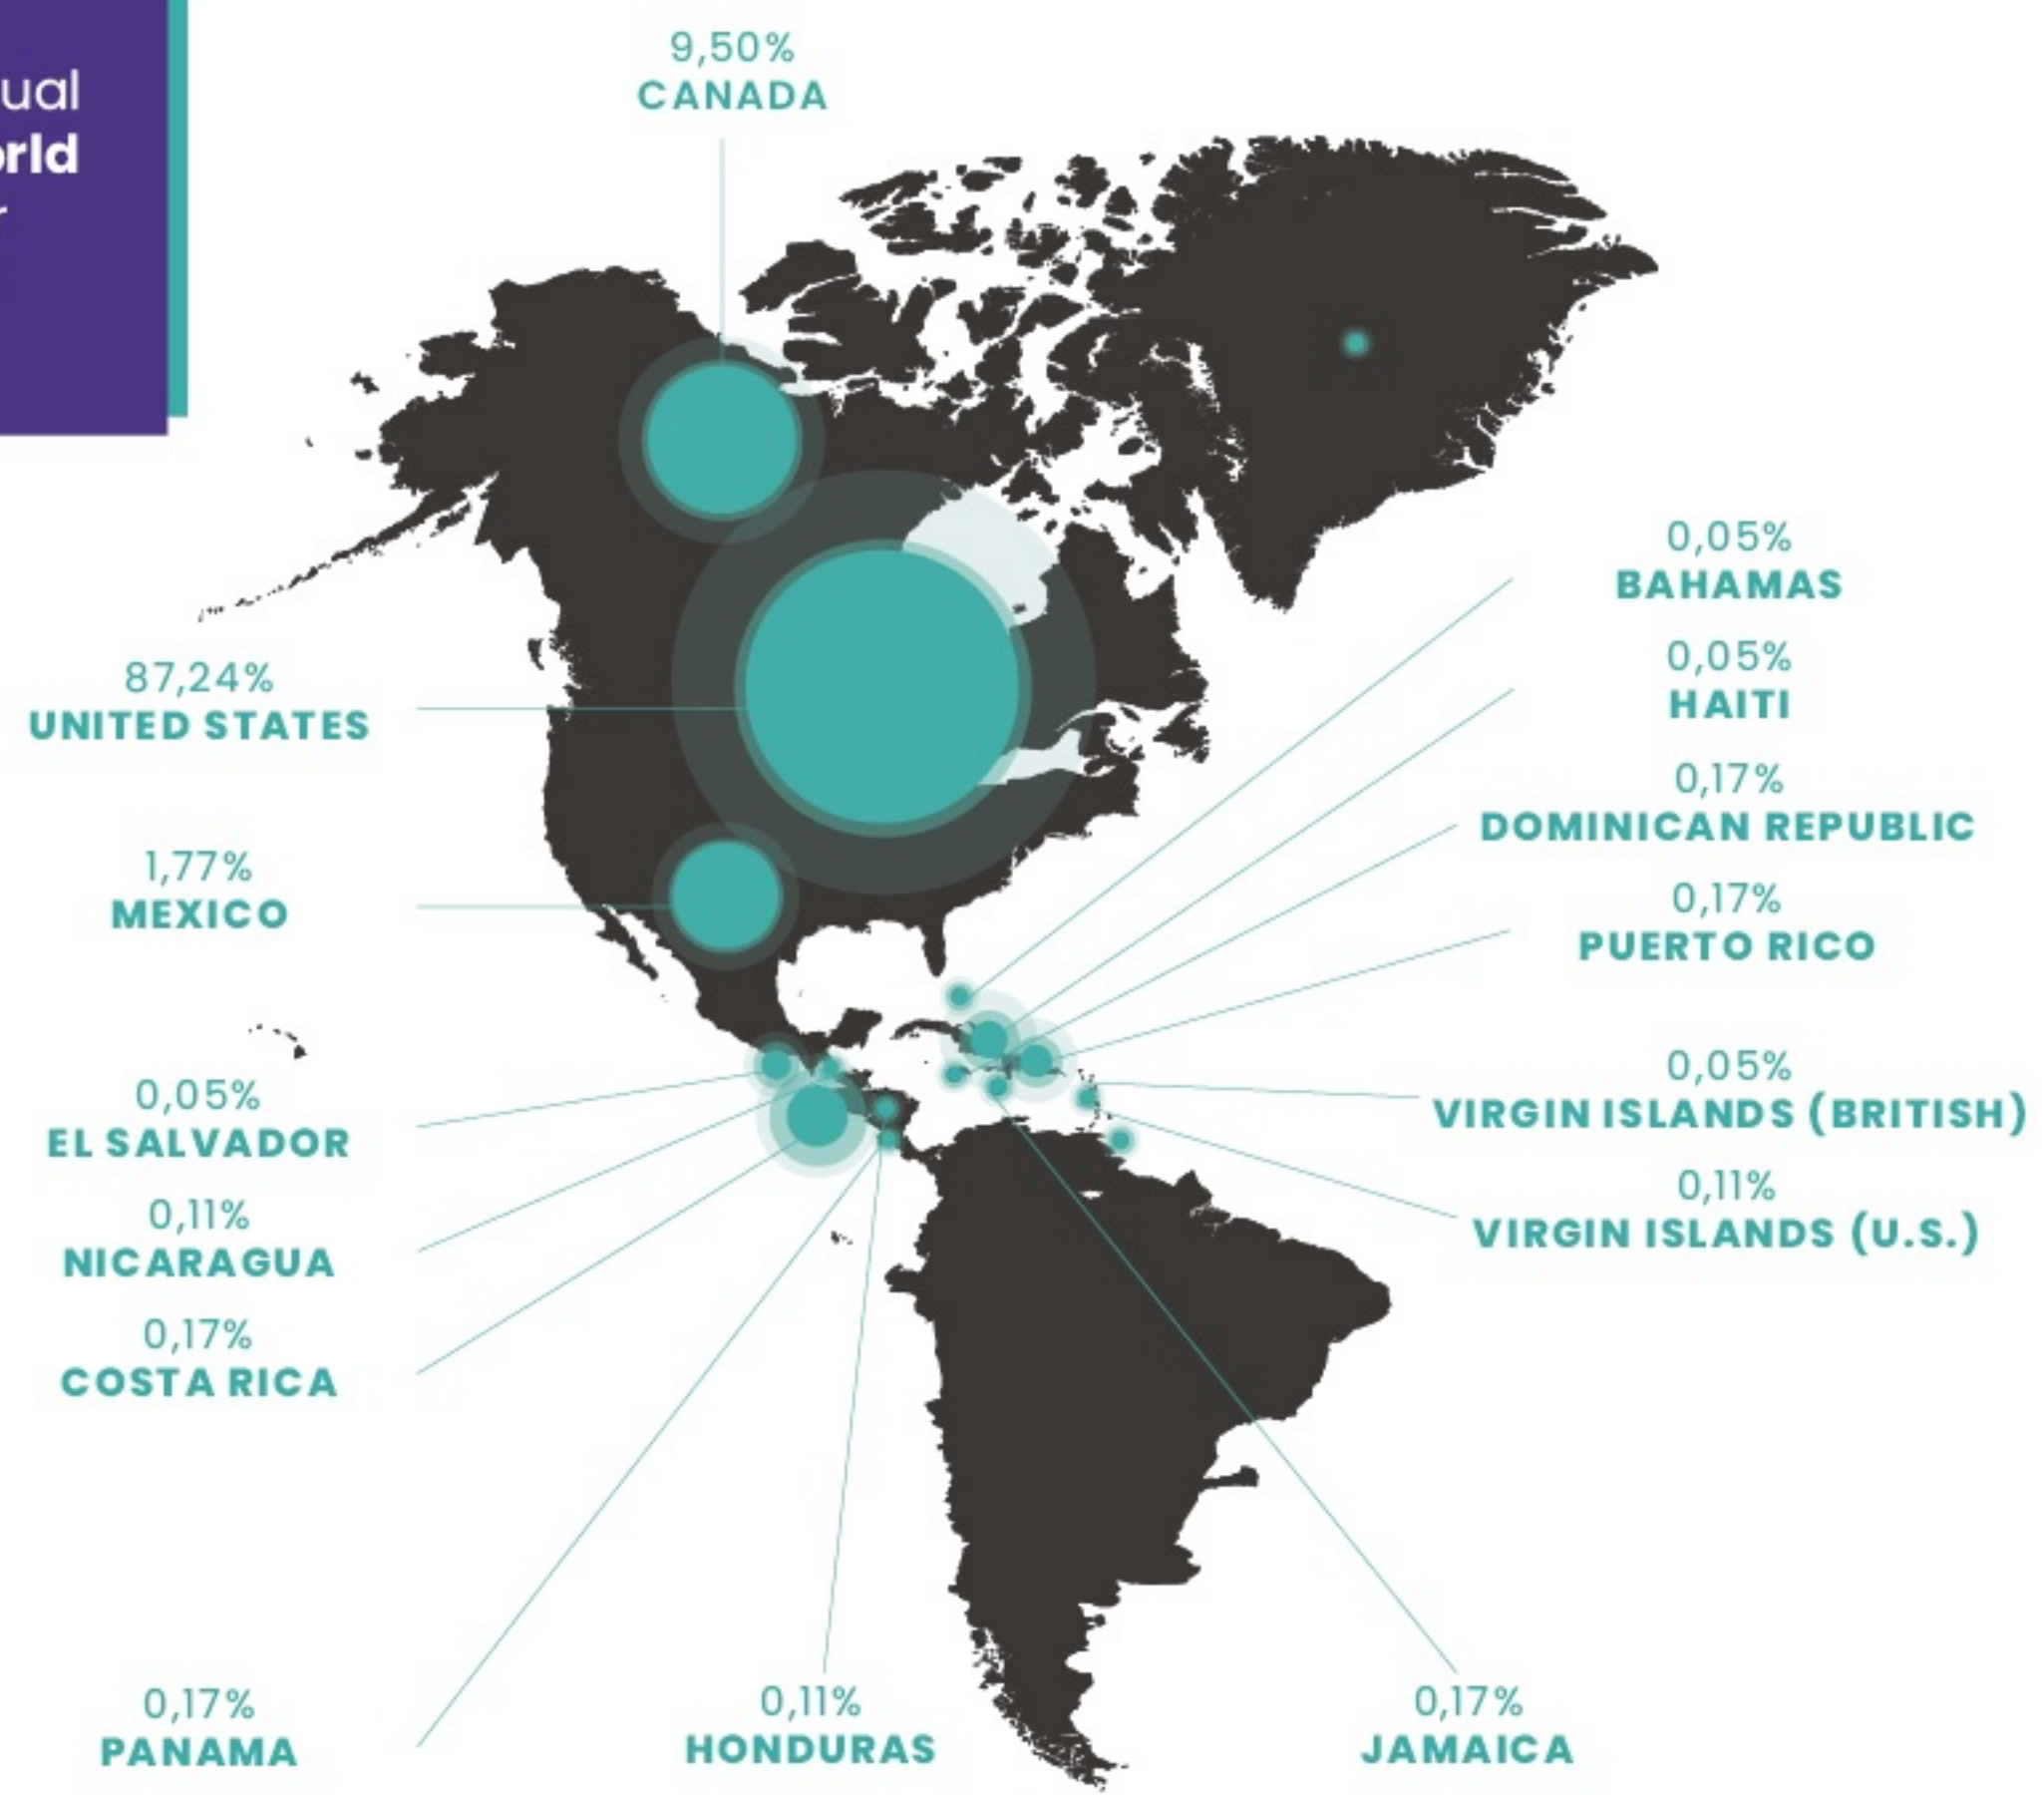 9,50%
CANADA
87,24%
UNITED STATES
1,77%
MEXICO
0,05%
EL SALVADOR
0,11%
NICARAGUA
0,17%
COSTA RICA
0,17%
PANAMA
0,11%
HONDURAS
0,17%
JAMAICA
0,05%
BAHAMAS
0,05%
HAITI
0,17%
DOMINICAN REPUBLIC
0,17%
PUERTO RICO
0,05%
VIRGIN ISLANDS (BRITISH)
0,11%
VIRGIN ISLANDS (U.S.)